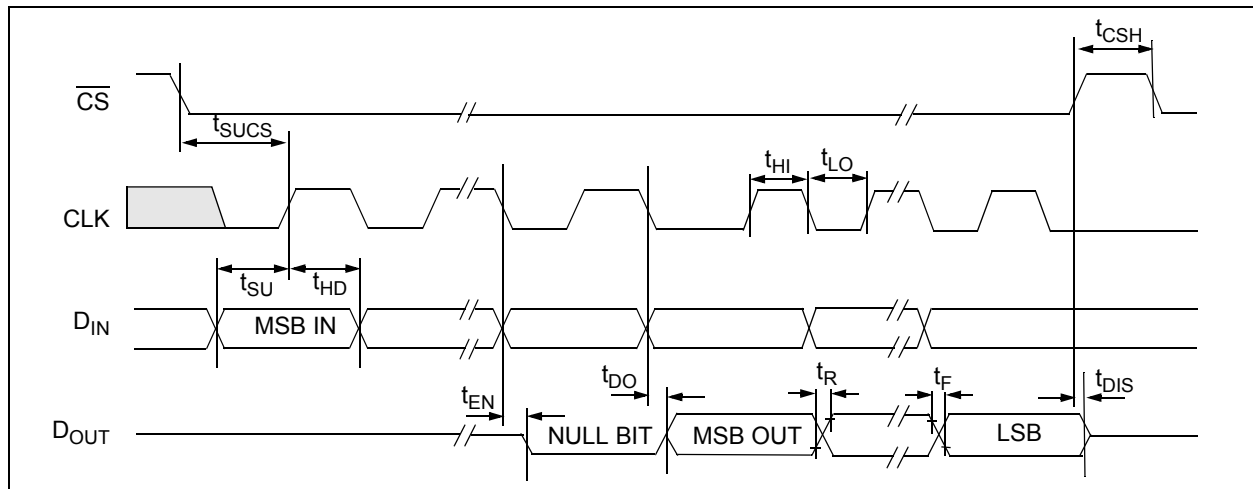 tCSH
CS
tSUCS
tHI tLO
CLK
tSU tHD
DIN MSB IN
tEN tDO tR tF tDIS
DOUT NULL BIT MSB OUT LSB